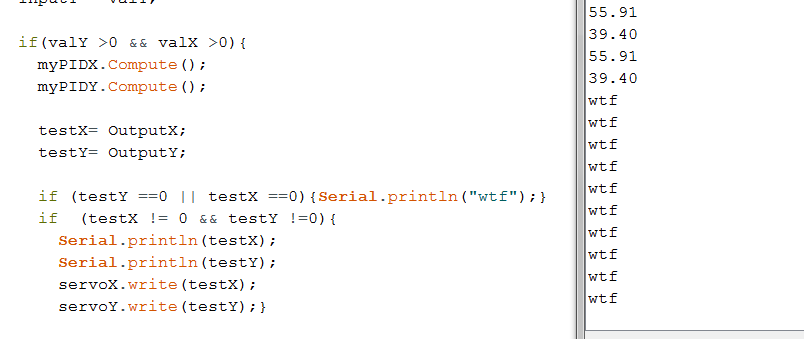 if(valY >0 && valX >0){
myPIDX.Compute();
myPIDY.Compute();
testX= OutputX;
testY= OutputY;
if (testY ==0 || testX ==0){Serial.println("wtf");}
if  (testX != 0 && testY !=0){
Serial.println(testX);
Serial.println(testY);
servoX.write(testX);
servoY.write(testY);}
55.91
39.40
55.91
39.40
wtf
wtf
wtf
wtf
wtf
wtf
wtf
wtf
wtf
wtf